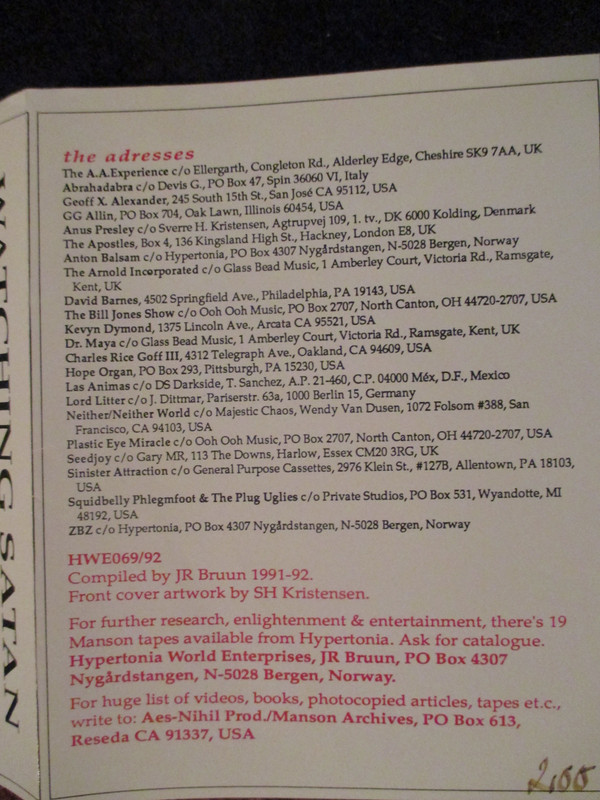 WATCHING SATAN
the adresses
The A.A.Experience c/o Ellergarth, Congleton Rd., Alderley Edge, Cheshire SK9 7AA, UK
Abrahadabra c/o Devis G., PO Box 47, Spin 36060 VI, Italy
Geoff X. Alexander, 245 South 15th St., San José CA 95112, USA
GG Allin, PO Box 704, Oak Lawn, Illinois 60454, USA
Anus Presley c/o Sverre H. Kristensen, Agtrupvej 109, 1. tv., DK 6000 Kolding, Denmark
The Apostles, Box 4, 136 Kingsland High St., Hackney, London E8, UK
Anton Balsam c/o Hypertonia, PO Box 4307 Nygårdstangen, N-5028 Bergen, Norway
The Arnold Incorporated c/o Glass Bead Music, 1 Amberley Court, Victoria Rd., Ramsgate,
Kent, UK
David Barnes, 4502 Springfield Ave., Philadelphia, PA 19143, USA
The Bill Jones Show c/o Ooh Ooh Music, PO Box 2707, North Canton, OH 44720-2707, USA
Kevyn Dymond, 1375 Lincoln Ave., Arcata CA 95521, USA
Dr. Maya c/o Glass Bead Music, 1 Amberley Court, Victoria Rd., Ramsgate, Kent, UK
Charles Rice Goff III, 4312 Telegraph Ave., Oakland, CA 94609, USA
Hope Organ, PO Box 293, Pittsburgh, PA 15230, USA
Las Animas c/o DS Darkside, T. Sanchez, A.P. 21-460, C.P. 04000 Méx, D.F., Mexico
Lord Litter c/o J. Dittmar, Pariserstr. 63a, 1000 Berlin 15, Germany
Neither/Neither World c/o Majestic Chaos, Wendy Van Dusen, 1072 Folsom #388, San
Francisco, CA 94103, USA
Plastic Eye Miracle c/o Ooh Ooh Music, PO Box 2707, North Canton, OH 44720-2707, USA
Seedjoy c/o Gary MR, 113 The Downs, Harlow, Essex CM20 3RG, UK
Sinister Attraction c/o General Purpose Cassettes, 2976 Klein St., #127B, Allentown, PA 18103,
USA
Squidbelly Phlegmfoot & The Plug Uglies c/o Private Studios, PO Box 531, Wyandotte, MI
48192, USA
ZBZ c/o Hypertonia, PO Box 4307 Nygårdstangen, N-5028 Bergen, Norway
HWE069/92
Compiled by JR Bruun 1991-92.
Front cover artwork by SH Kristensen.
For further research, enlightenment & entertainment, there's 19
Manson tapes available from Hypertonia. Ask for catalogue.
Hypertonia World Enterprises, JR Bruun, PO Box 4307
Nygårdstangen, N-5028 Bergen, Norway.
For huge list of videos, books, photocopied articles, tapes et.c.,
write to: Aes-Nihil Prod./Manson Archives, PO Box 613,
Reseda CA 91337, USA
2,00